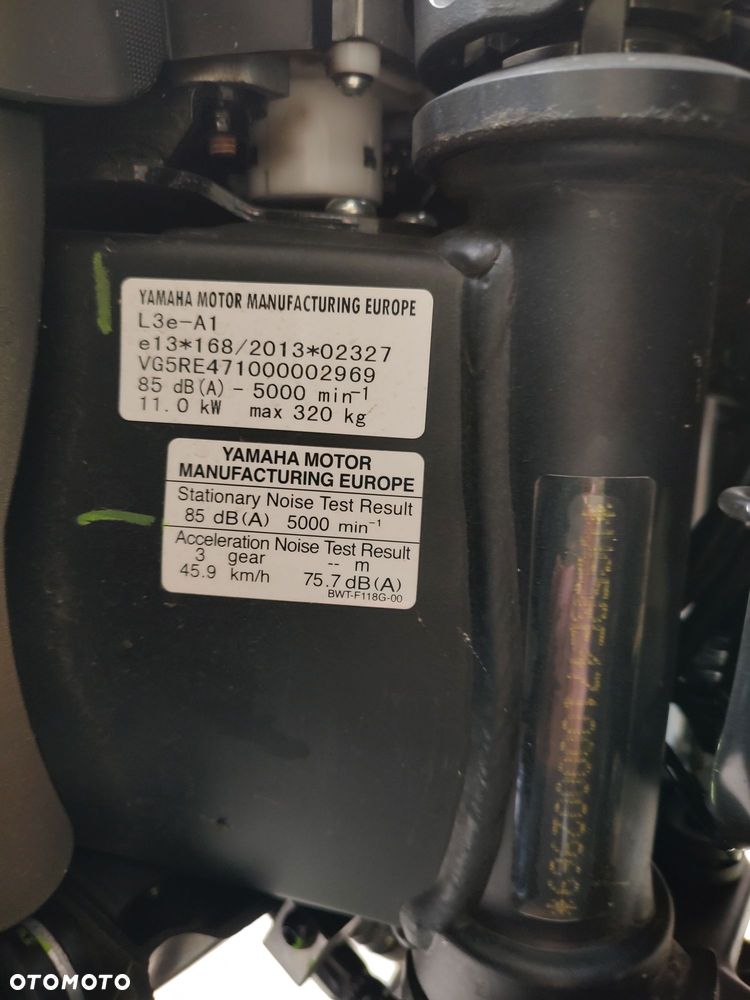 YAMAHA MOTOR MANUFACTURING EUROPE
L3e-A1
e13*168/2013*02327
VG5RE471000002969
85 dB(A) - 5000 min-1
11.0 kW max 320 kg
YAMAHA MOTOR
MANUFACTURING EUROPE
Stationary Noise Test Result
85 dB(A) 5000 min-1
Acceleration Noise Test Result
3 gear -- m
45.9 km/h 75.7 dB(A)
BWT-F118G-00
OTOMOTO